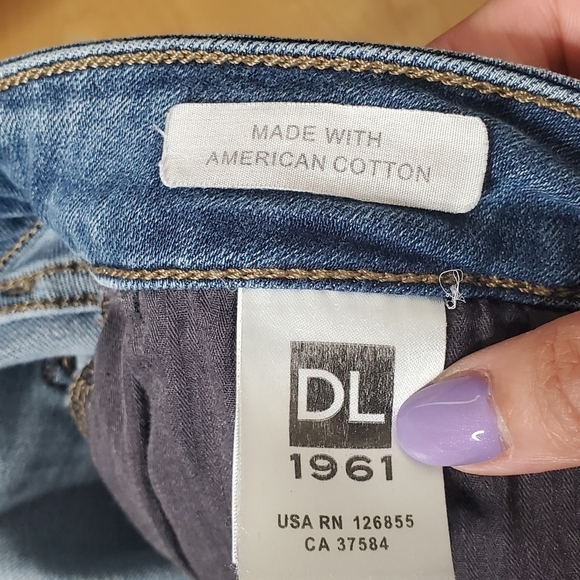 MADE WITH
AMERICAN COTTON
DL
1961
USA RN 126855
CA 37584